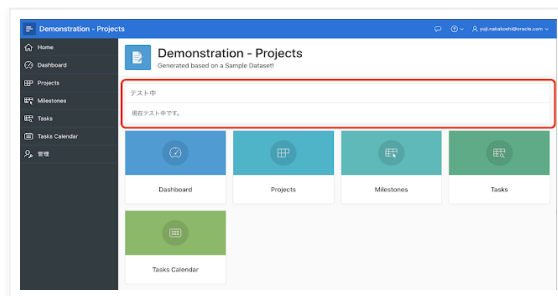 Demonstration - Projects
yuji.nakakoshi@oracle.com
Home
Dashboard
Projects
Milestones
Tasks
Tasks Calendar
管理
Demonstration - Projects
Generated based on a Sample Dataset!
テスト中
現在テスト中です。
Dashboard
Projects
Milestones
Tasks
Tasks Calendar